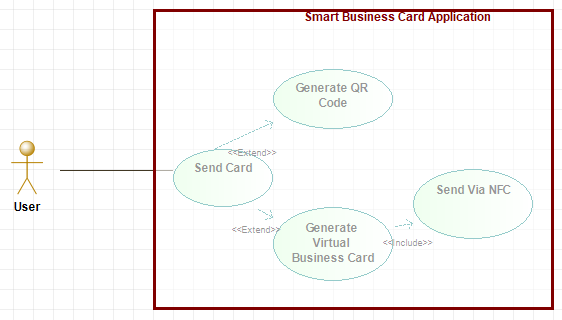 Smart Business Card Application
Generate QR
Code
<<Extend>>
Send Card
User
Send Via NFC
<<Extend>>
Generate
Virtual
Business Card
<<Include>>